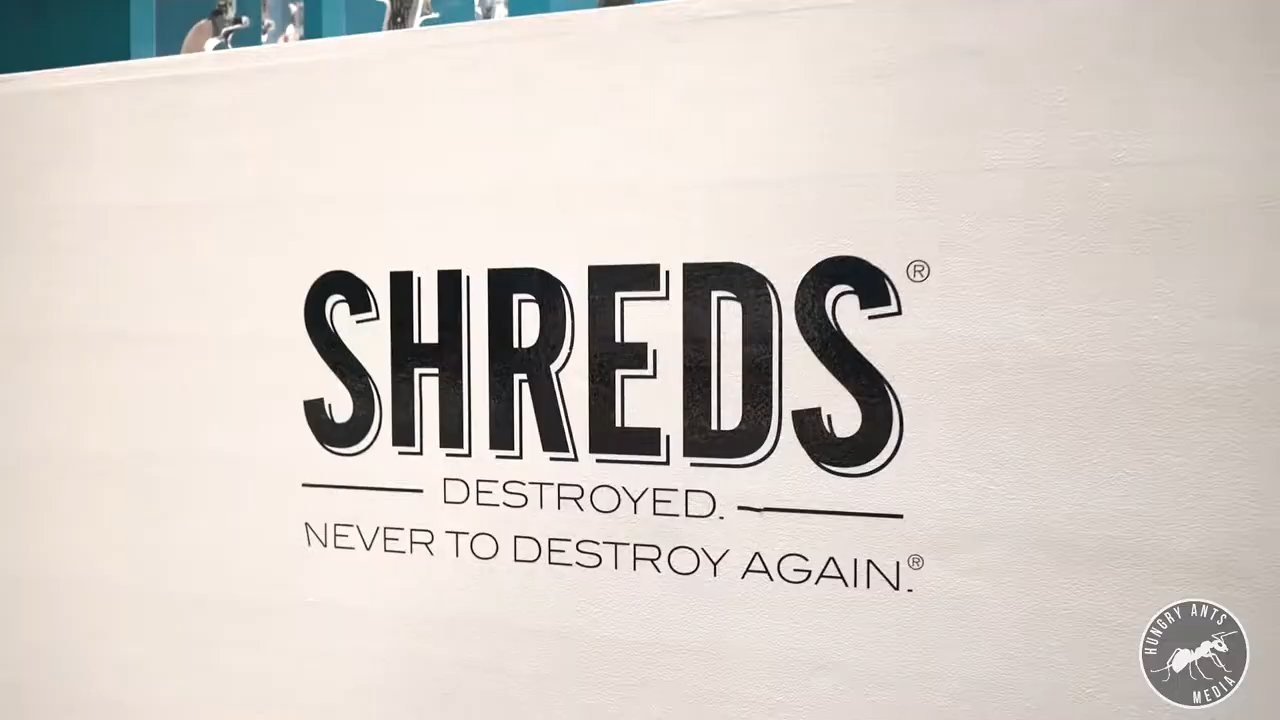 SHREDS®
DESTROYED.
NEVER TO DESTROY AGAIN.®
HUNGRY ANTS
MEDIA